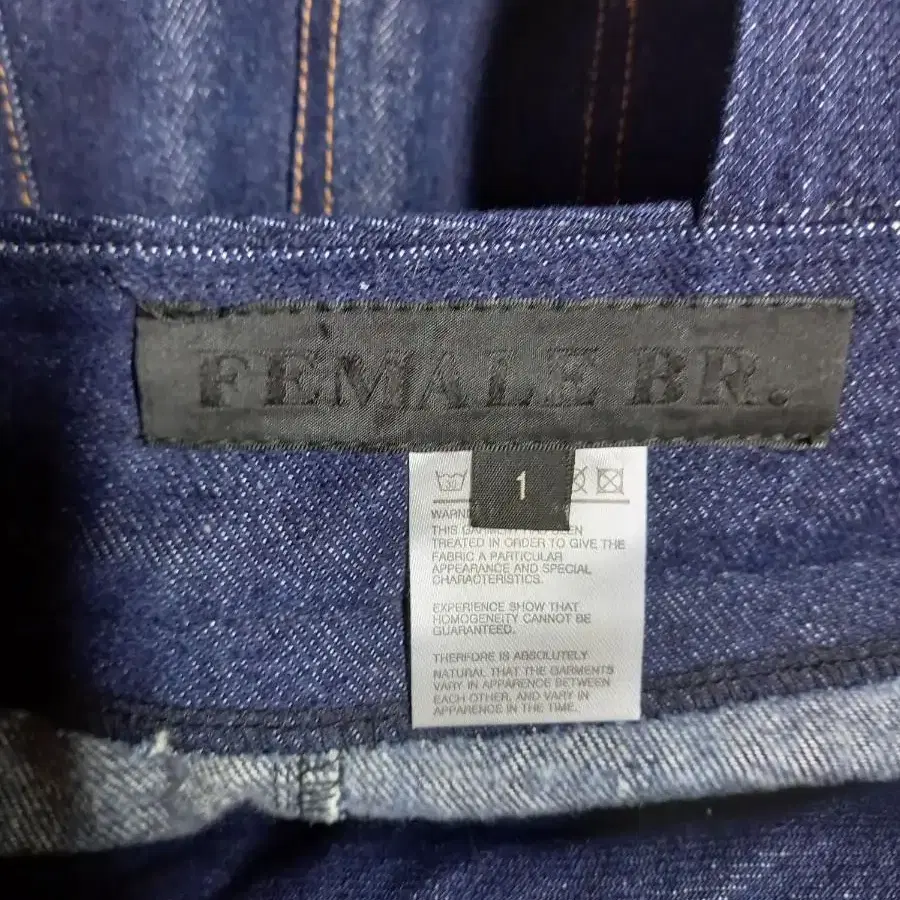 FEMALE BR.
1
THIS
TREATED IN ORDER TO GIVE THE
FABRIC A PARTICULAR
APPEARANCE AND SPECIAL
CHARACTERISTICS.
EXPERIENCE SHOW THAT
HOMOGENEITY CANNOT BE
GUARANTEED.
THERFORE IS ABSOLUTELY
NATURAL THAT THE GARMENTS
VARY IN APPARENCE BETWEEN
EACH OTHER, AND VARY IN
APPARENCE IN THE TIME.